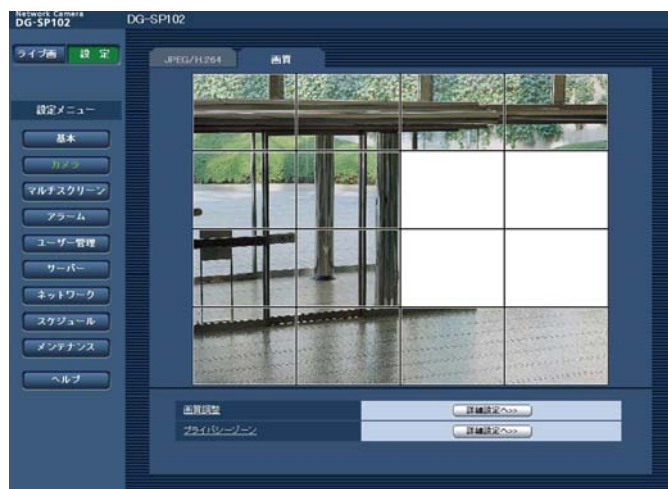 Network Camera
DG-SP102
DG-SP102
ライブ画
設 定
JPEG/H.264
画質
設定メニュー
基本
カメラ
マルチスクリーン
アラーム
ユーザー管理
サーバー
ネットワーク
スケジュール
メンテナンス
ヘルプ
画質調整
詳細設定へ>>
プライバシーゾーン
詳細設定へ>>